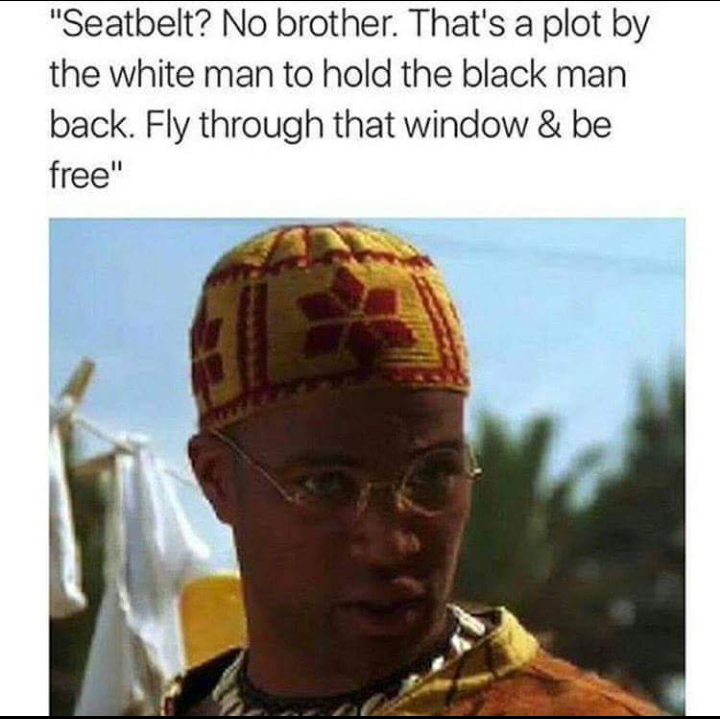 "Seatbelt? No brother. That's a plot by
the white man to hold the black man
back. Fly through that window & be
free"